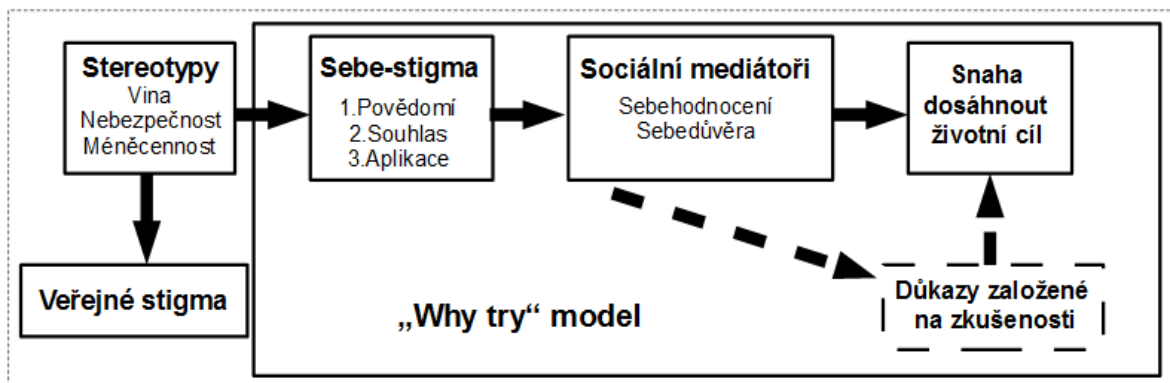 Stereotypy
Vina
Nebezpečnost
Méněcennost
Sebe-stigma
1.Povědomí
2.Souhlas
3.Aplikace
Sociální mediátoři
Sebehodnocení
Sebedůvěra
Snaha
dosáhnout
životní cíl
Veřejné stigma
„Why try“ model
Důkazy založené
na zkušenosti